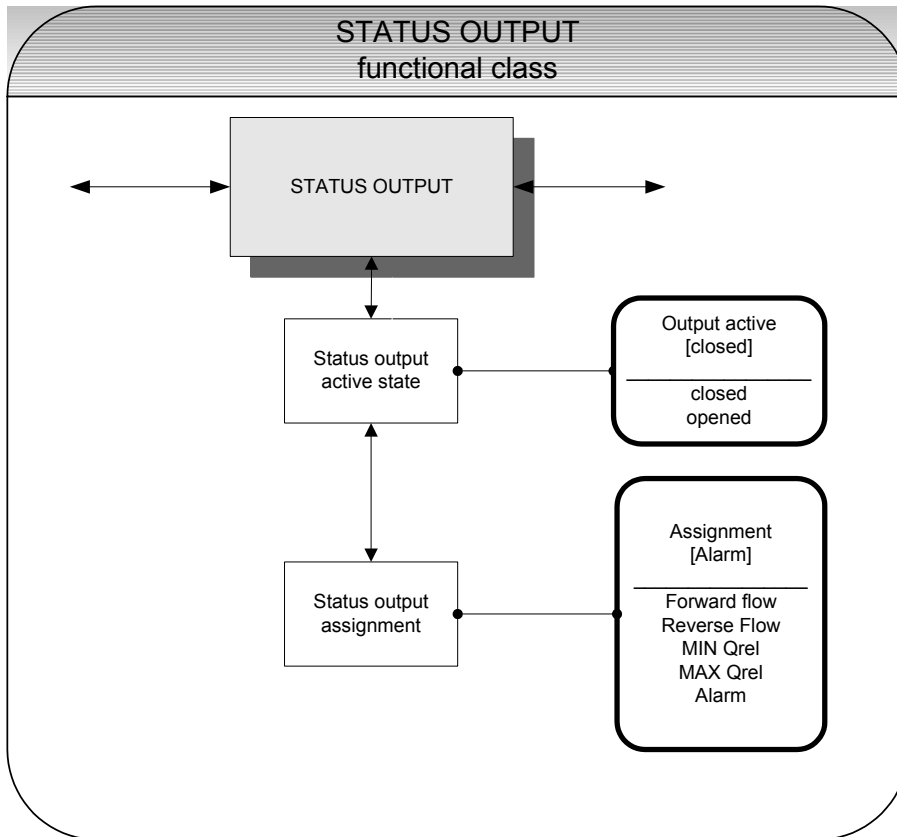 STATUS OUTPUT
functional class
STATUS OUTPUT
Status output
active state
Output active
[closed]
closed
opened
Status output
assignment
Assignment
[Alarm]
Forward flow
Reverse Flow
MIN Qrel
MAX Qrel
Alarm